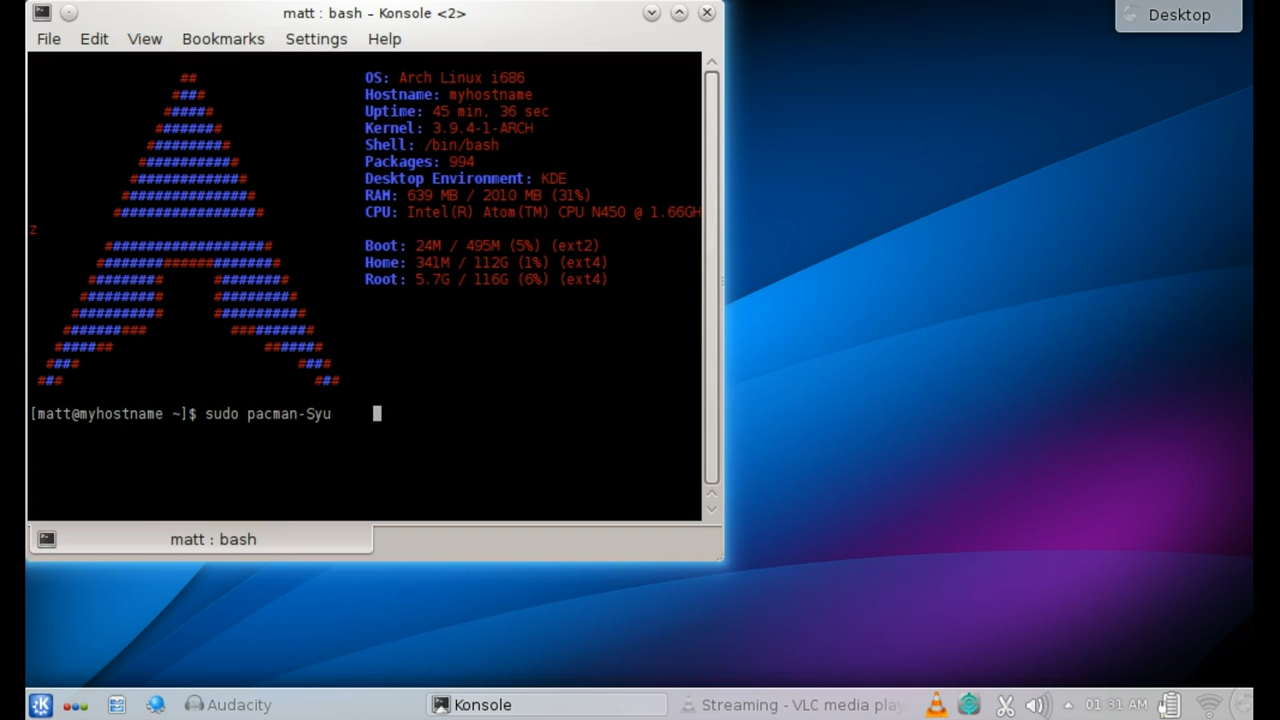 matt : bash – Konsole <2>
Desktop
File Edit View Bookmarks Settings Help
OS: Arch Linux i686
Hostname: myhostname
Uptime: 45 min, 36 sec
Kernel: 3.9.4-1-ARCH
Shell: /bin/bash
Packages: 994
Desktop Environment: KDE
RAM: 639 MB / 2010 MB (31%)
CPU: Intel(R) Atom(TM) CPU N450 @ 1.66GH
z
Boot: 24M / 495M (5%) (ext2)
Home: 341M / 112G (1%) (ext4)
Root: 5.7G / 116G (6%) (ext4)
[matt@myhostname ~]$ sudo pacman-Syu
matt : bash
Audacity Konsole Streaming - VLC media play 01:31 AM